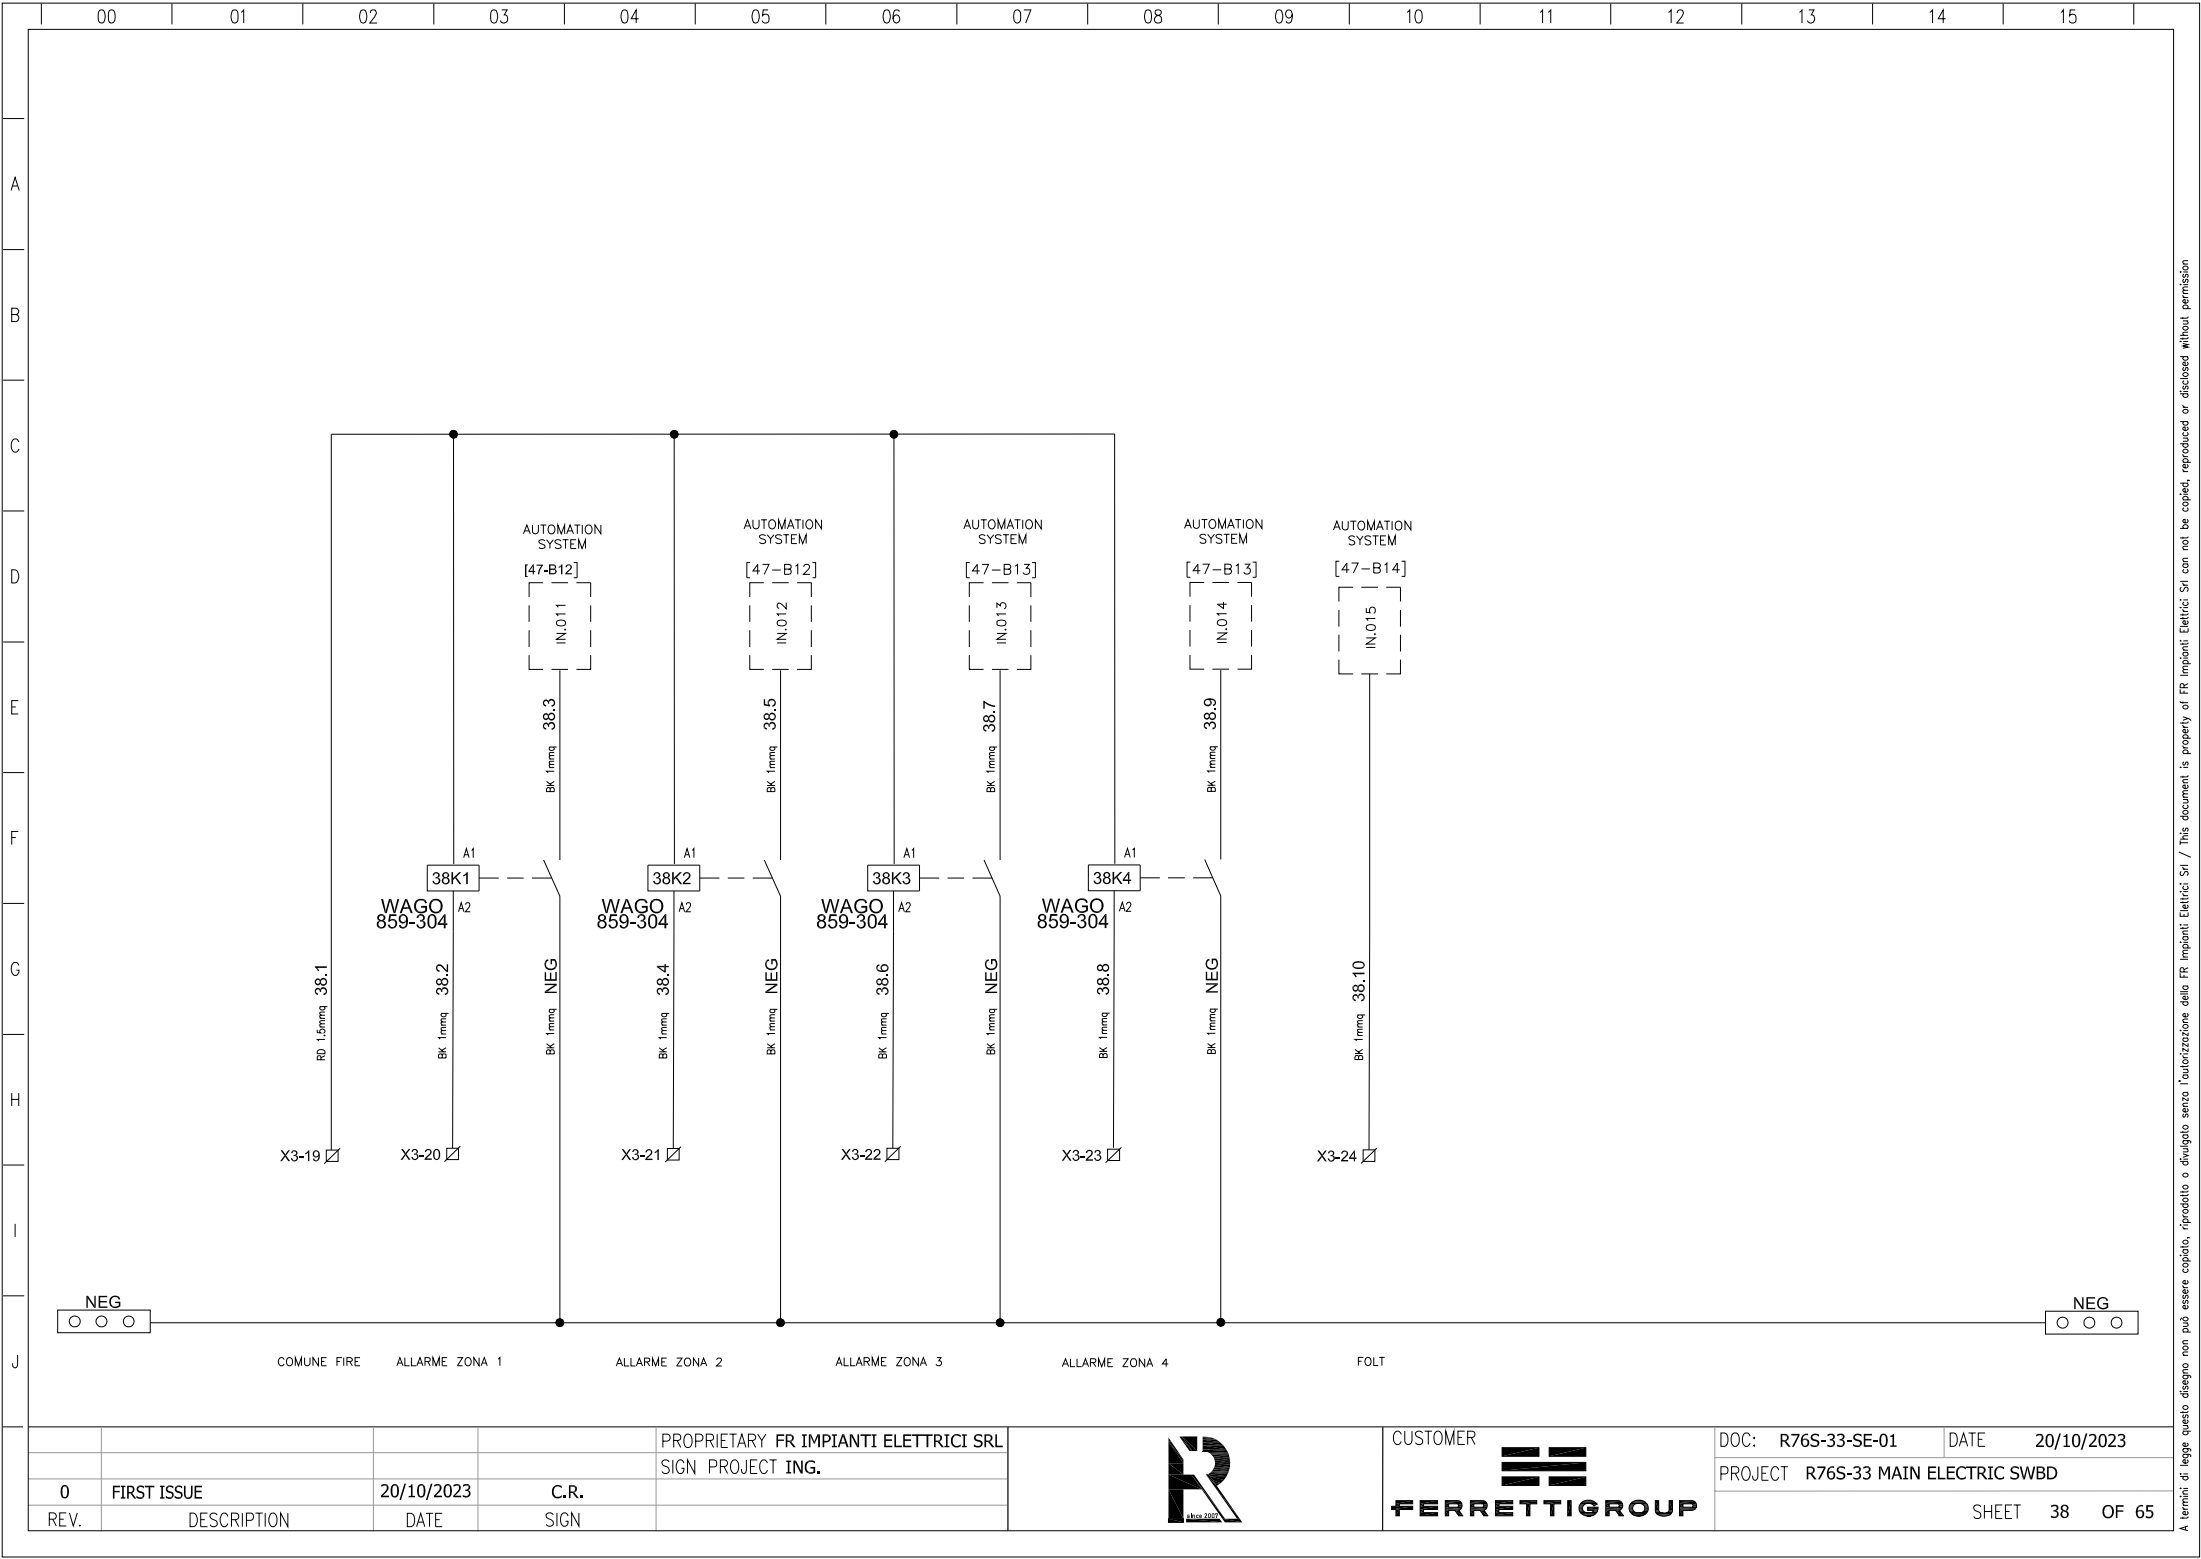 00 01 02 03 04 05 06 07 08 09 10 11 12 13 14 15
A
B
C
D
E
F
G
H
I
J
AUTOMATION
SYSTEM
[47-B12]
IN.011
AUTOMATION
SYSTEM
[47-B12]
IN.012
AUTOMATION
SYSTEM
[47-B13]
IN.013
AUTOMATION
SYSTEM
[47-B13]
IN.014
AUTOMATION
SYSTEM
[47-B14]
IN.015
BK 1mmq 38.3
BK 1mmq 38.5
BK 1mmq 38.7
BK 1mmq 38.9
A1
38K1
A2
WAGO
859-304
A1
38K2
A2
WAGO
859-304
A1
38K3
A2
WAGO
859-304
A1
38K4
A2
WAGO
859-304
RD 1.5mmq 38.1
BK 1mmq 38.2
BK 1mmq NEG
BK 1mmq 38.4
BK 1mmq NEG
BK 1mmq 38.6
BK 1mmq NEG
BK 1mmq 38.8
BK 1mmq NEG
BK 1mmq 38.10
X3-19
X3-20
X3-21
X3-22
X3-23
X3-24
NEG
NEG
COMUNE FIRE
ALLARME ZONA 1
ALLARME ZONA 2
ALLARME ZONA 3
ALLARME ZONA 4
FOLT
0 FIRST ISSUE 20/10/2023 C.R.
REV. DESCRIPTION DATE SIGN
PROPRIETARY FR IMPIANTI ELETTRICI SRL
SIGN PROJECT ING.
R
since 2007
CUSTOMER
FERRETTIGROUP
DOC: R76S-33-SE-01 DATE 20/10/2023
PROJECT R76S-33 MAIN ELECTRIC SWBD
SHEET 38 OF 65
A termini di legge questo disegno non può essere copiato, riprodotto o divulgato senza l'autorizzazione della FR Impianti Elettrici Srl / This document is property of FR Impianti Elettrici Srl can not be copied, reproduced or disclosed without permission